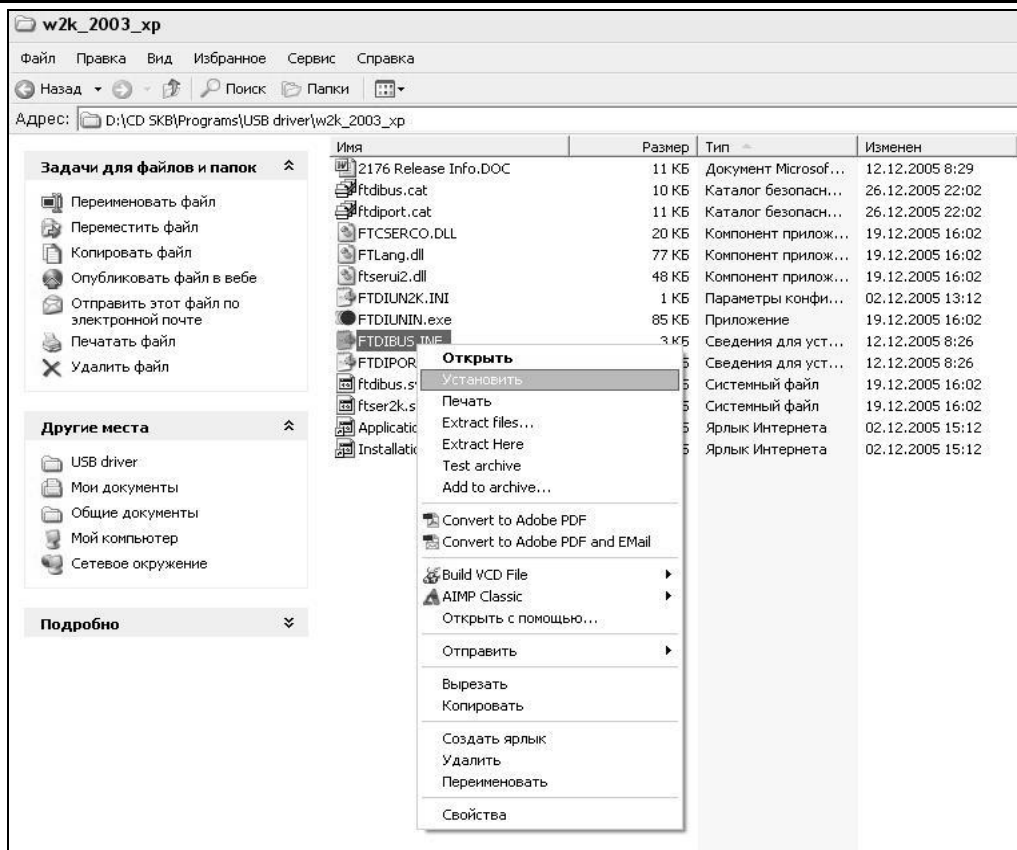 w2k_2003_xp
Файл Правка Вид Избранное Сервис Справка
Назад Поиск Папки
Адрес: D:\CD SKB\Programs\USB driver\w2k_2003_xp
Задачи для файлов и папок
Переименовать файл
Переместить файл
Копировать файл
Опубликовать файл в вебе
Отправить этот файл по
электронной почте
Печатать файл
Удалить файл
Другие места
USB driver
Мои документы
Общие документы
Мой компьютер
Сетевое окружение
Подробно
Имя Размер Тип Изменен
2176 Release Info.DOC 11 КБ Документ Microsof... 12.12.2005 8:29
ftdibus.cat 10 КБ Каталог безопасн... 26.12.2005 22:02
ftdiport.cat 11 КБ Каталог безопасн... 26.12.2005 22:02
FTCSERCO.DLL 20 КБ Компонент прилож... 19.12.2005 16:02
FTLang.dll 77 КБ Компонент прилож... 19.12.2005 16:02
ftserui2.dll 48 КБ Компонент прилож... 19.12.2005 16:02
FTDIUN2K.INI 1 КБ Параметры конфи... 02.12.2005 13:12
FTDIUNIN.exe 85 КБ Приложение 19.12.2005 16:02
FTDIBUS.INF 3 КБ Сведения для уст... 12.12.2005 8:26
FTDIPOR Сведения для уст... 12.12.2005 8:26
ftdibus.s Системный файл 19.12.2005 16:02
ftser2k.s Системный файл 19.12.2005 16:02
Applicatio Ярлык Интернета 02.12.2005 15:12
Installatio Ярлык Интернета 02.12.2005 15:12
Открыть
Установить
Печать
Extract files...
Extract Here
Test archive
Add to archive...
Convert to Adobe PDF
Convert to Adobe PDF and EMail
Build VCD File
AIMP Classic
Открыть с помощью...
Отправить
Вырезать
Копировать
Создать ярлык
Удалить
Переименовать
Свойства